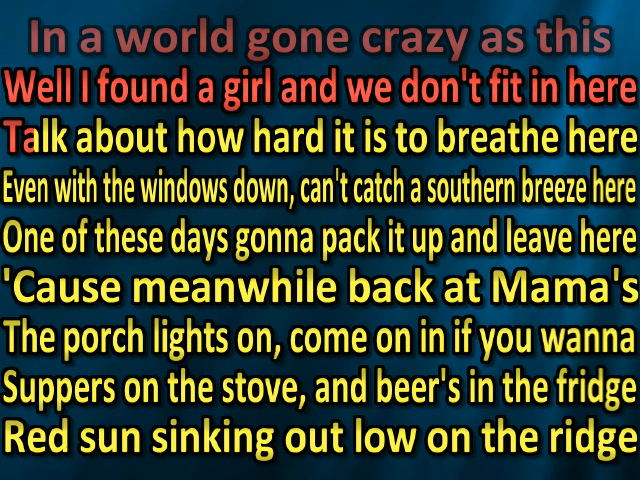 In a world gone crazy as this
Well I found a girl and we don't fit in here
Talk about how hard it is to breathe here
Even with the windows down, can't catch a southern breeze here
One of these days gonna pack it up and leave here
'Cause meanwhile back at Mama's
The porch lights on, come on in if you wanna
Suppers on the stove, and beer's in the fridge
Red sun sinking out low on the ridge